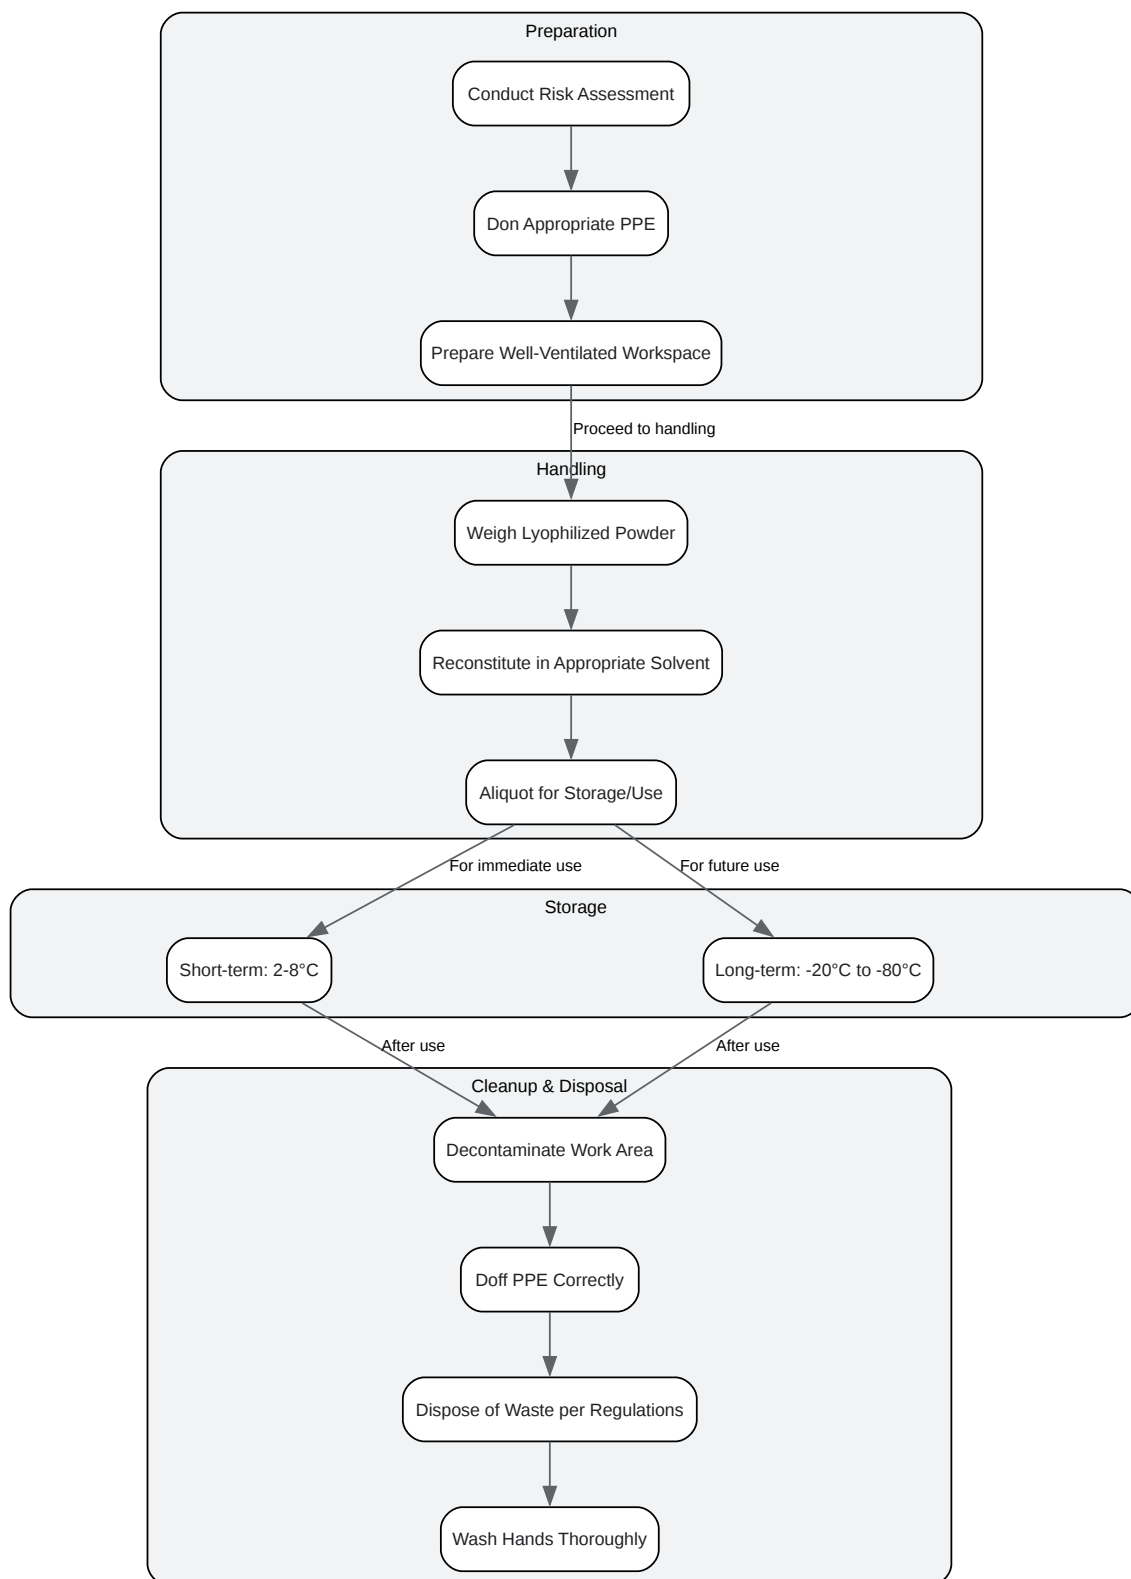 Preparation
Conduct Risk Assessment
Don Appropriate PPE
Prepare Well-Ventilated Workspace
Proceed to handling
Handling
Weigh Lyophilized Powder
Reconstitute in Appropriate Solvent
Aliquot for Storage/Use
For immediate use
For future use
Storage
Short-term: 2-8°C
Long-term: -20°C to -80°C
After use
After use
Cleanup & Disposal
Decontaminate Work Area
Doff PPE Correctly
Dispose of Waste per Regulations
Wash Hands Thoroughly